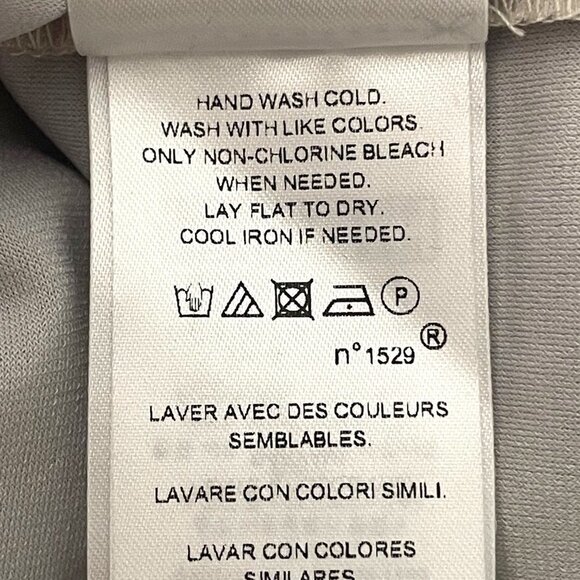 HAND WASH COLD.
WASH WITH LIKE COLORS.
ONLY NON-CHLORINE BLEACH
WHEN NEEDED.
LAY FLAT TO DRY.
COOL IRON IF NEEDED.
P
n°1529®
LAVER AVEC DES COULEURS
SEMBLABLES.
LAVARE CON COLORI SIMILI.
LAVAR CON COLORES
SIMILARES